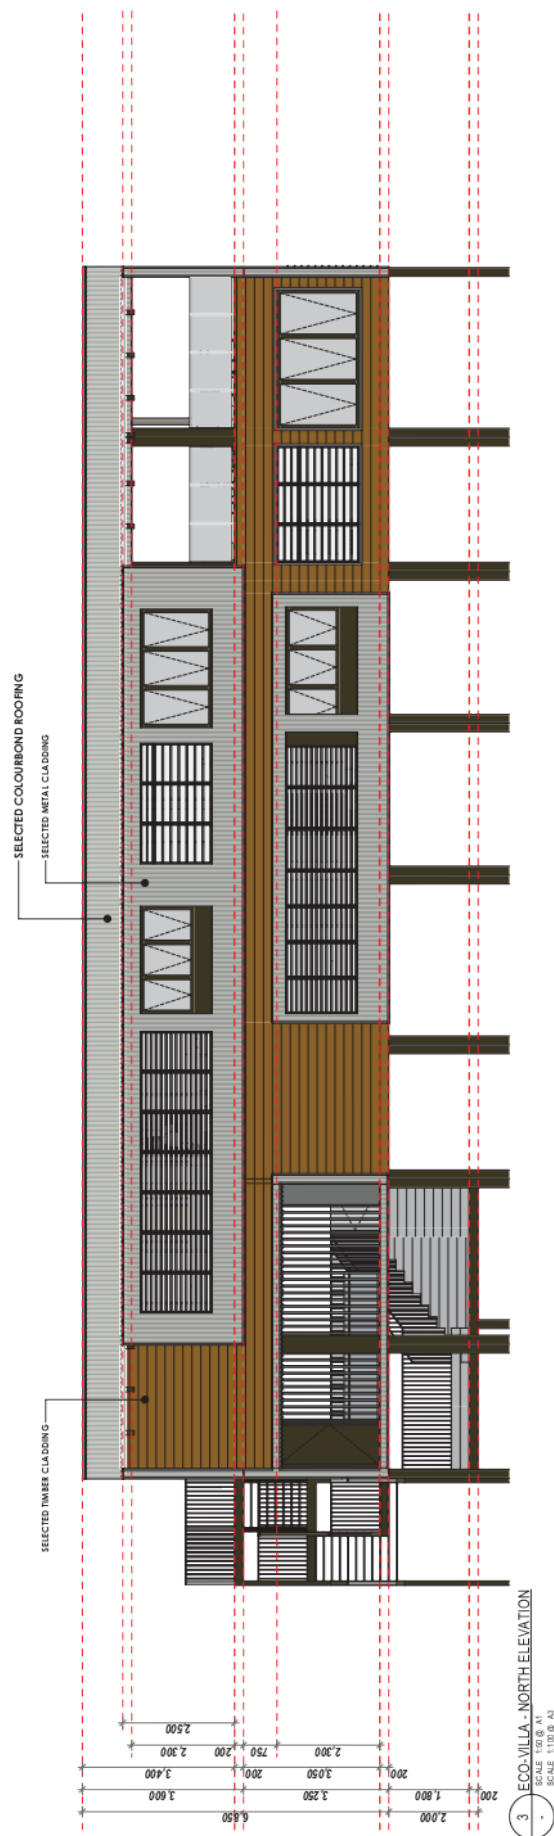 SELECTED COLOURBOND ROOFING
SELECTED METAL CLADDING
SELECTED TIMBER CLADDING
2,500
2,300
200
750
2,300
3,400
200
3,050
200
3,600
3,250
1,800
200
6,850
2,000
3
-
ECO-VILLA - NORTH ELEVATION
SCALE 1:50 @ A1
SCALE 1:100 @ A3